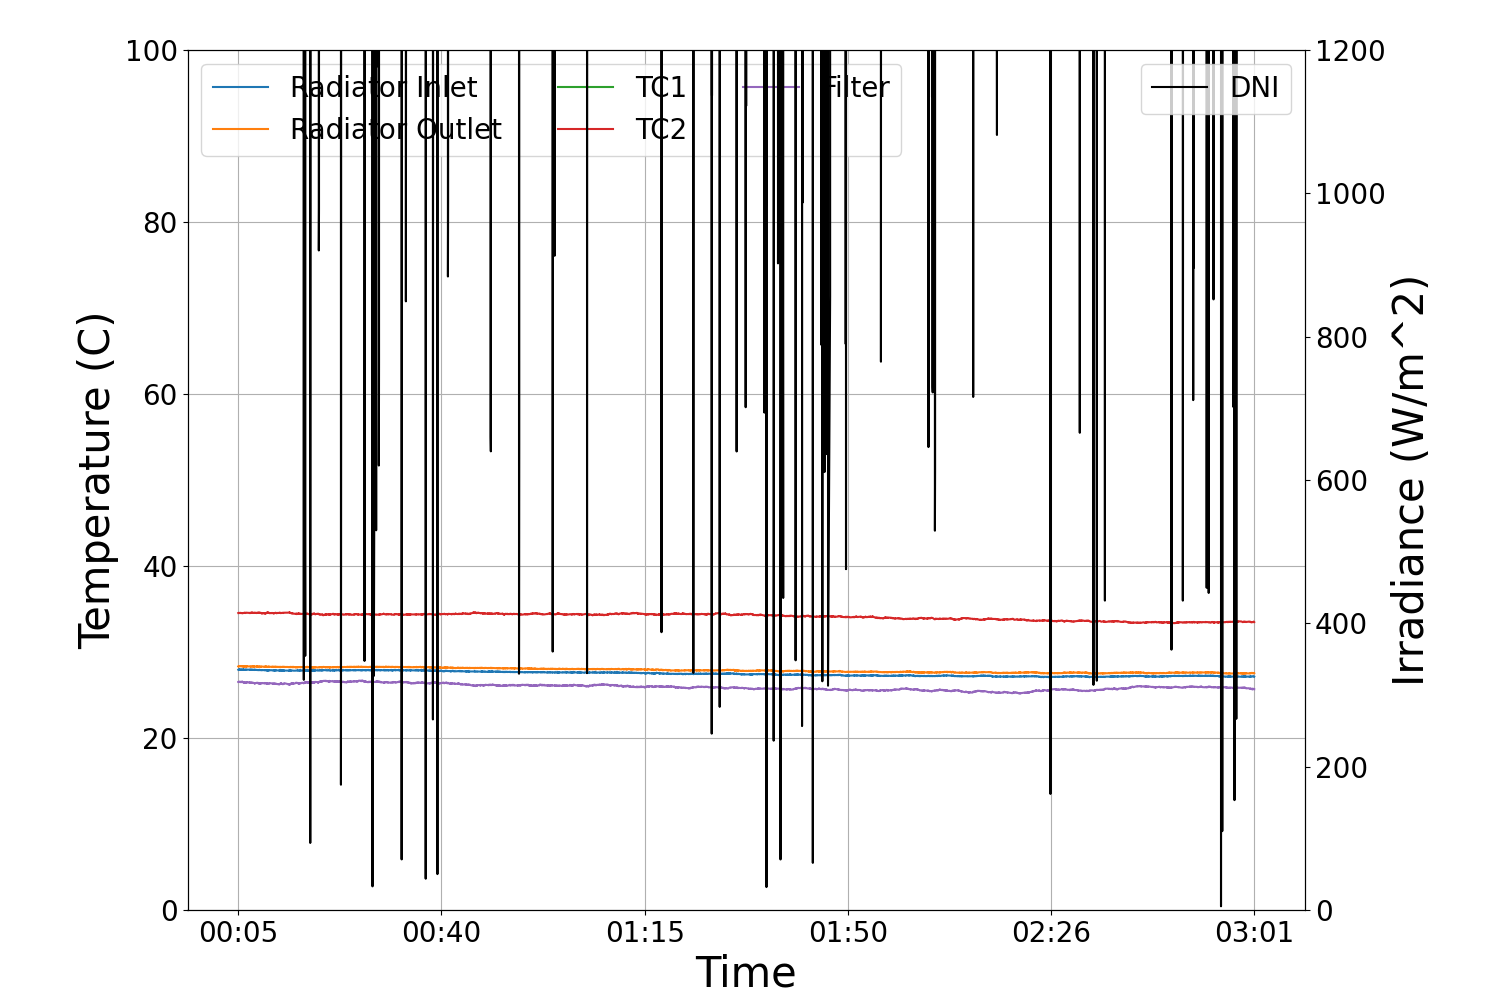 100
80
60
40
20
0
Temperature (C)
Radiator Inlet
Radiator Outlet
TC1
TC2
Filter
DNI
1200
1000
800
600
400
200
0
Irradiance (W/m^2)
00:05 00:40 01:15 01:50 02:26 03:01
Time